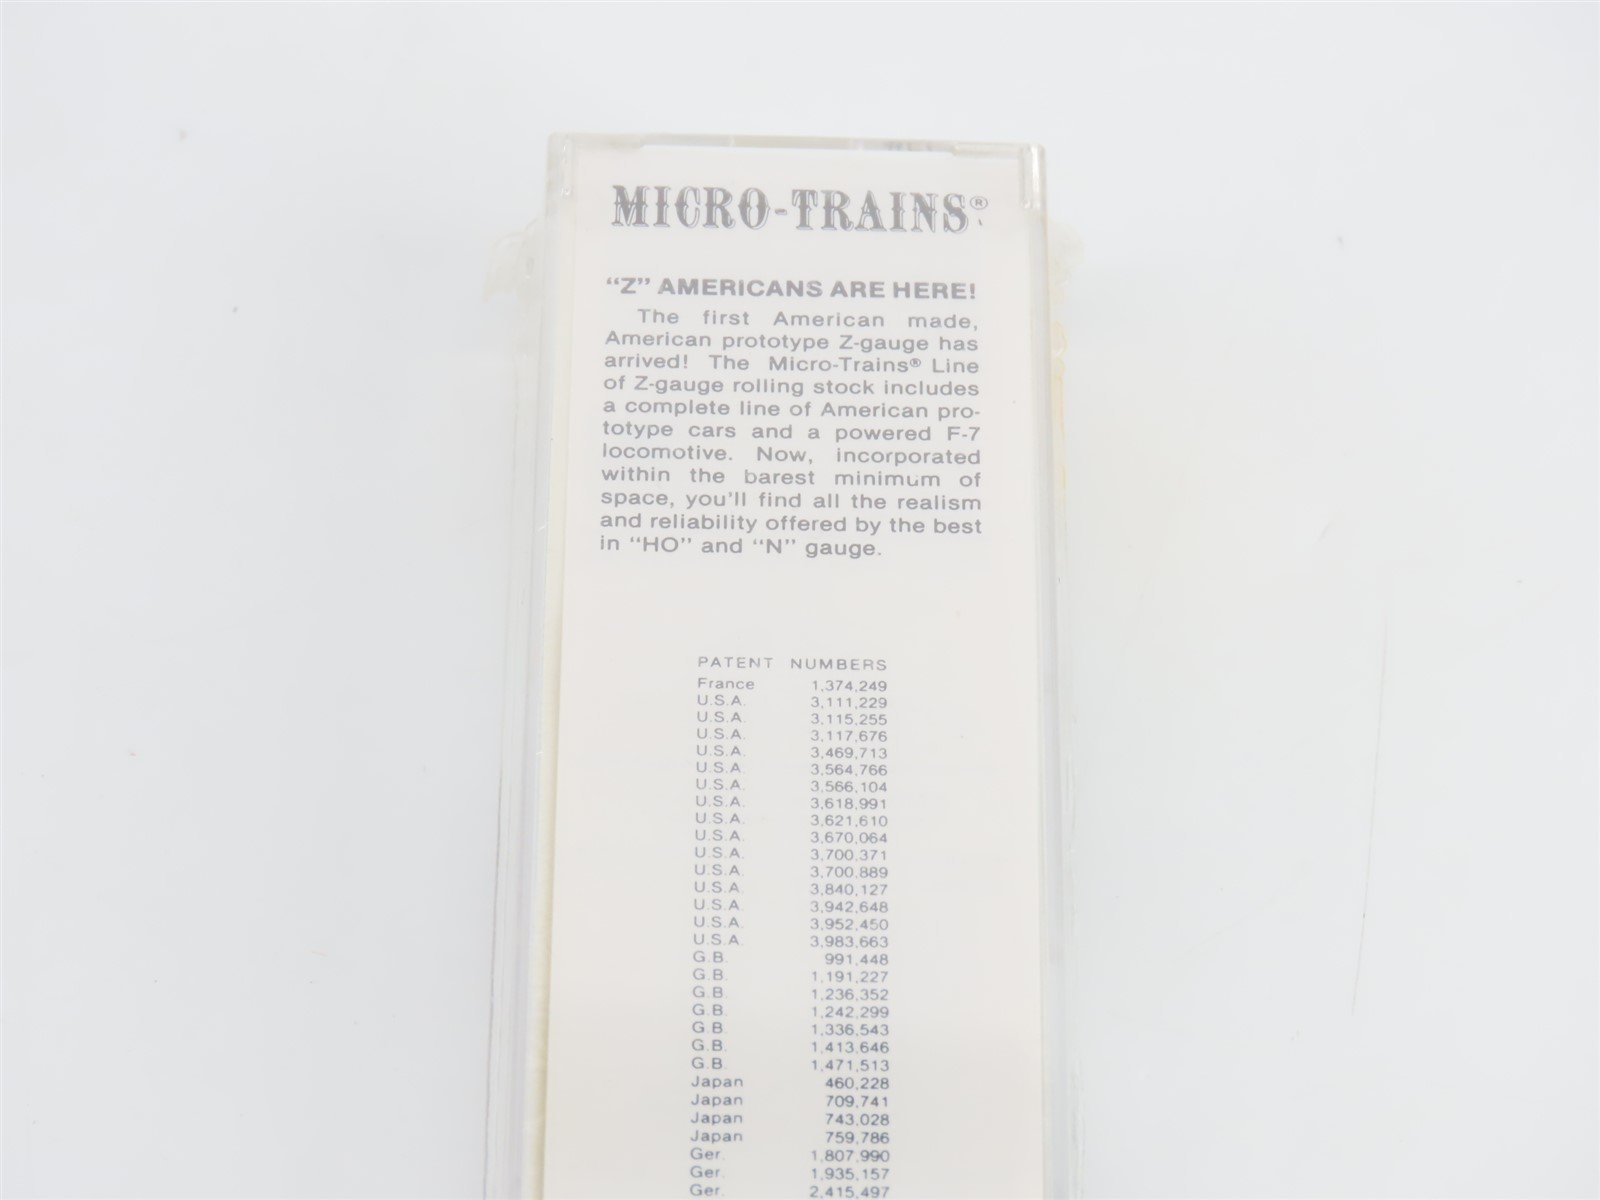 MICRO-TRAINS®
“Z” AMERICANS ARE HERE!
The first American made,
American prototype Z-gauge has
arrived! The Micro-Trains® Line
of Z-gauge rolling stock includes
a complete line of American pro-
totype cars and a powered F-7
locomotive. Now, incorporated
within the barest minimum of
space, you'll find all the realism
and reliability offered by the best
in “HO” and “N” gauge.
PATENT NUMBERS
France 1,374,249
U.S.A. 3,111,229
U.S.A. 3,115,255
U.S.A. 3,117,676
U.S.A. 3,469,713
U.S.A. 3,564,766
U.S.A. 3,566,104
U.S.A. 3,618,991
U.S.A. 3,621,610
U.S.A. 3,670,064
U.S.A. 3,700,371
U.S.A. 3,700,889
U.S.A. 3,840,127
U.S.A. 3,942,648
U.S.A. 3,952,450
U.S.A. 3,983,663
G.B. 991,448
G.B. 1,191,227
G.B. 1,236,352
G.B. 1,242,299
G.B. 1,336,543
G.B. 1,413,646
G.B. 1,471,513
Japan 460,228
Japan 709,741
Japan 743,028
Japan 759,786
Ger. 1,807,990
Ger. 1,935,157
Ger. 2,415,497